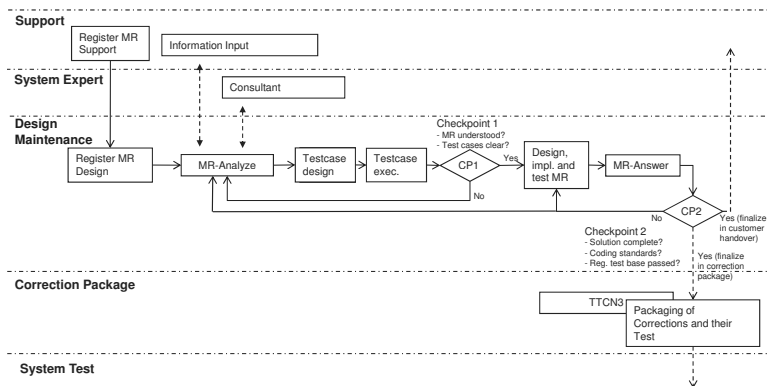 Support
Register MR
Support
Information Input
System Expert
Consultant
Design
Maintenance
Checkpoint 1
- MR understood?
- Test cases clear?
Register MR
Design
MR-Analyze
Testcase
design
Testcase
exec.
CP1
Yes
No
Design,
impl. and
test MR
MR-Answer
CP2
No
Yes (finalize
in customer
handover)
Checkpoint 2
- Solution complete?
- Coding standards?
- Reg. test base passed?
Yes (finalize
in correction
package)
Correction Package
TTCN3
Packaging of
Corrections and their
Test
System Test